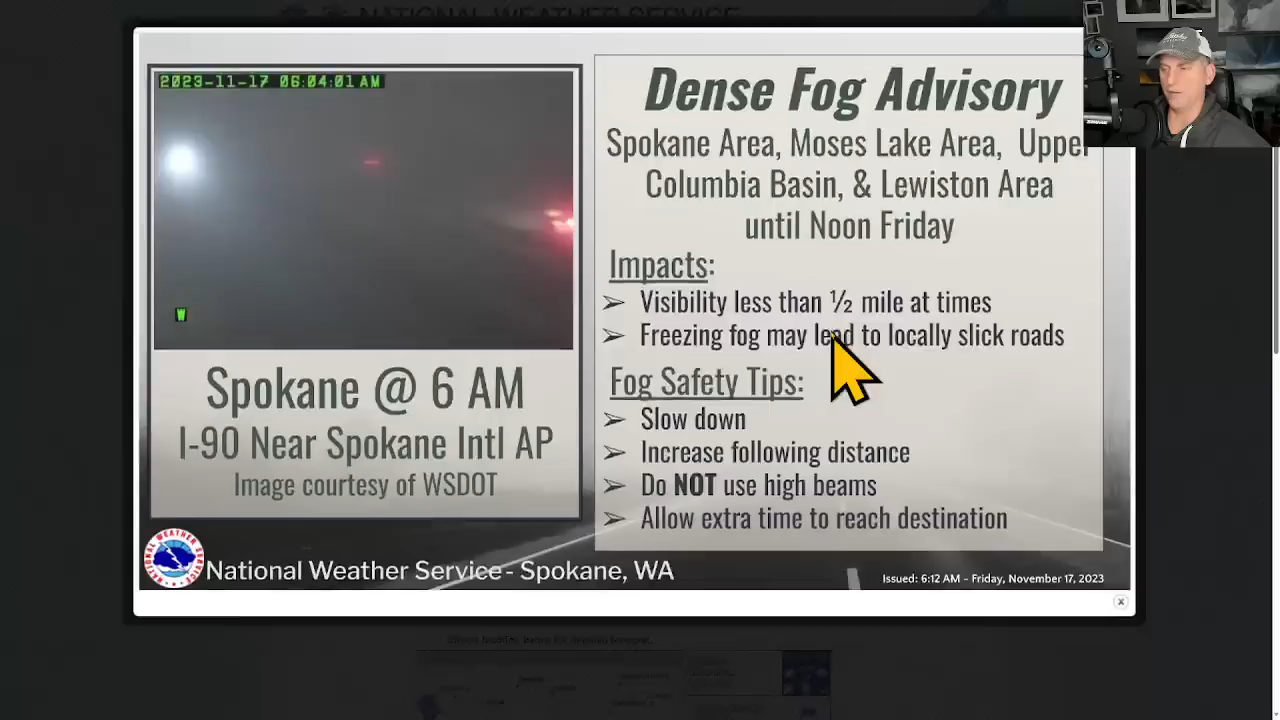 NATIONAL WEATHER SERVICE
2023-11-17 06:04:01 AM
Spokane @ 6 AM
I-90 Near Spokane Intl AP
Image courtesy of WSDOT
Dense Fog Advisory
Spokane Area, Moses Lake Area, Upper
Columbia Basin, & Lewiston Area
until Noon Friday
Impacts:
➢ Visibility less than ½ mile at times
➢ Freezing fog may lead to locally slick roads
Fog Safety Tips:
➢ Slow down
➢ Increase following distance
➢ Do NOT use high beams
➢ Allow extra time to reach destination
National Weather Service - Spokane, WA
Issued: 6:12 AM - Friday, November 17, 2023